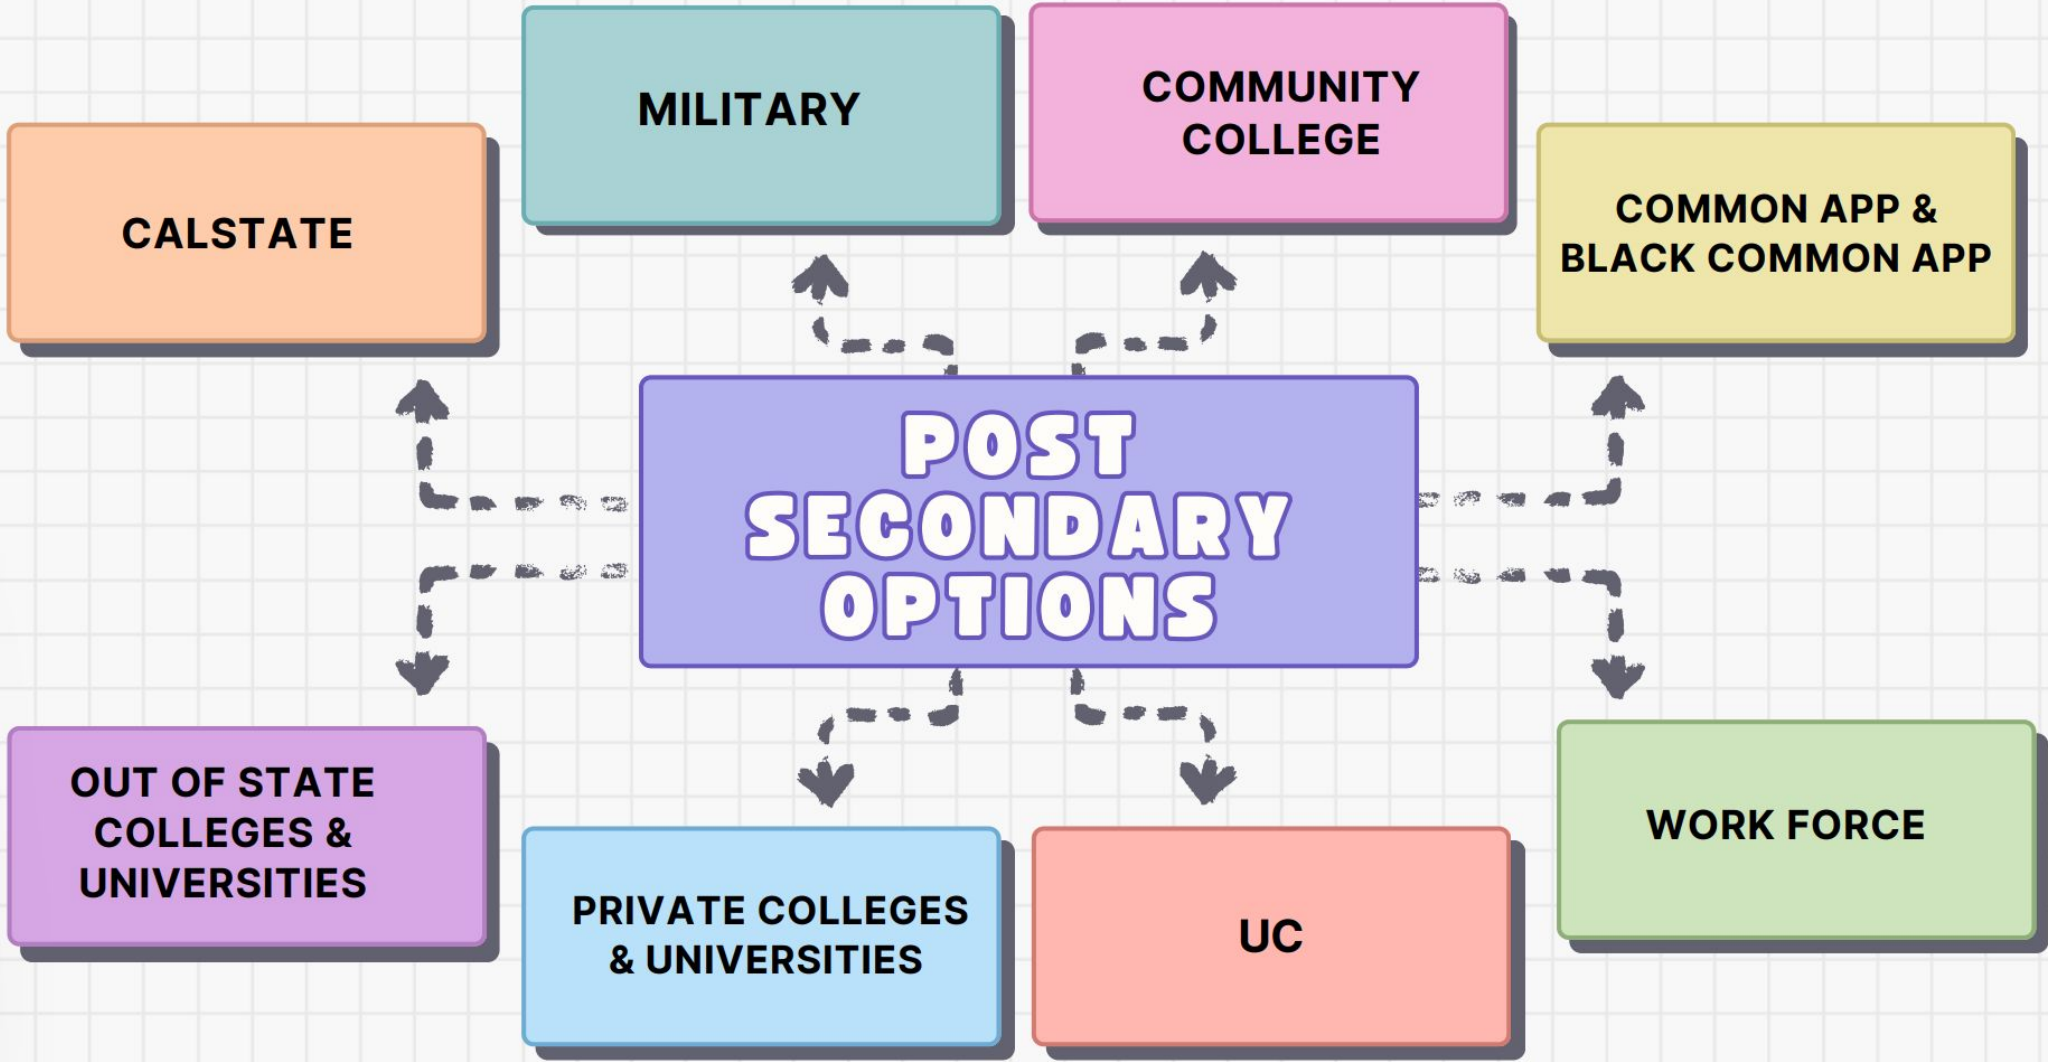 MILITARY
COMMUNITY
COLLEGE
CALSTATE
COMMON APP &
BLACK COMMON APP
POST
SECONDARY
OPTIONS
OUT OF STATE
COLLEGES &
UNIVERSITIES
PRIVATE COLLEGES
& UNIVERSITIES
UC
WORK FORCE